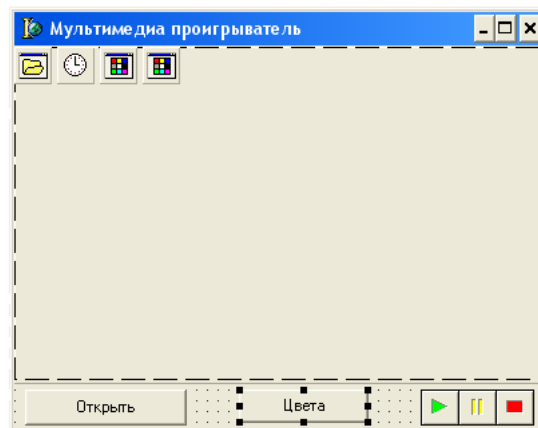 Мультимедиа проигрыватель
Открыть
Цвета